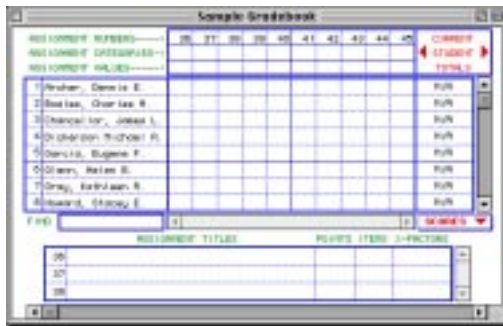 Sample Gradebook
ASSIGNMENT NUMBERS-----> 36 37 38 39 40 41 42 43 44 45 CURRENT
ASSIGNMENT CATEGORIES--> STUDENT
ASSIGNMENT VALUES------> TOTALS
1 Archer, Dennis E. N/A
2 Charles M. N/A
3 Chancellor, James L. N/A
4 Dickerson Michael R. N/A
5 Garcia, Eugene F. N/A
6 Glenn, Helen B. N/A
7 Gray, Kathleen R. N/A
8 Howard, Stacey E. N/A
FIND SCORES
ASSIGNMENT TITLES POINTS ITEMS X-FACTORS
36
37
38